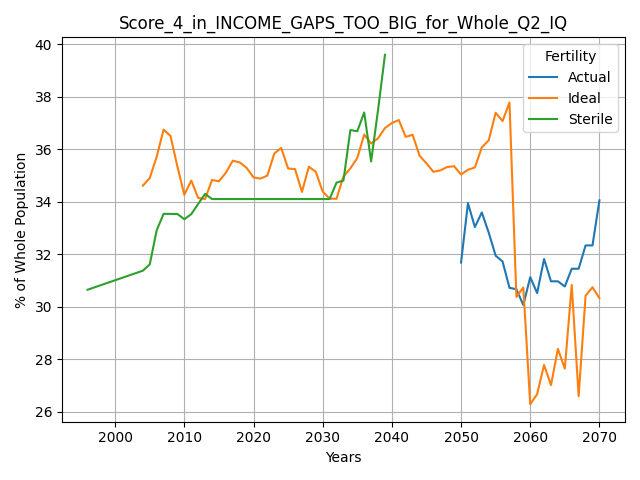 Score_4_in_INCOME_GAPS_TOO_BIG_for_Whole_Q2_IQ
Fertility
Actual
Ideal
Sterile
% of Whole Population
40
38
36
34
32
30
28
26
2000 2010 2020 2030 2040 2050 2060 2070
Years